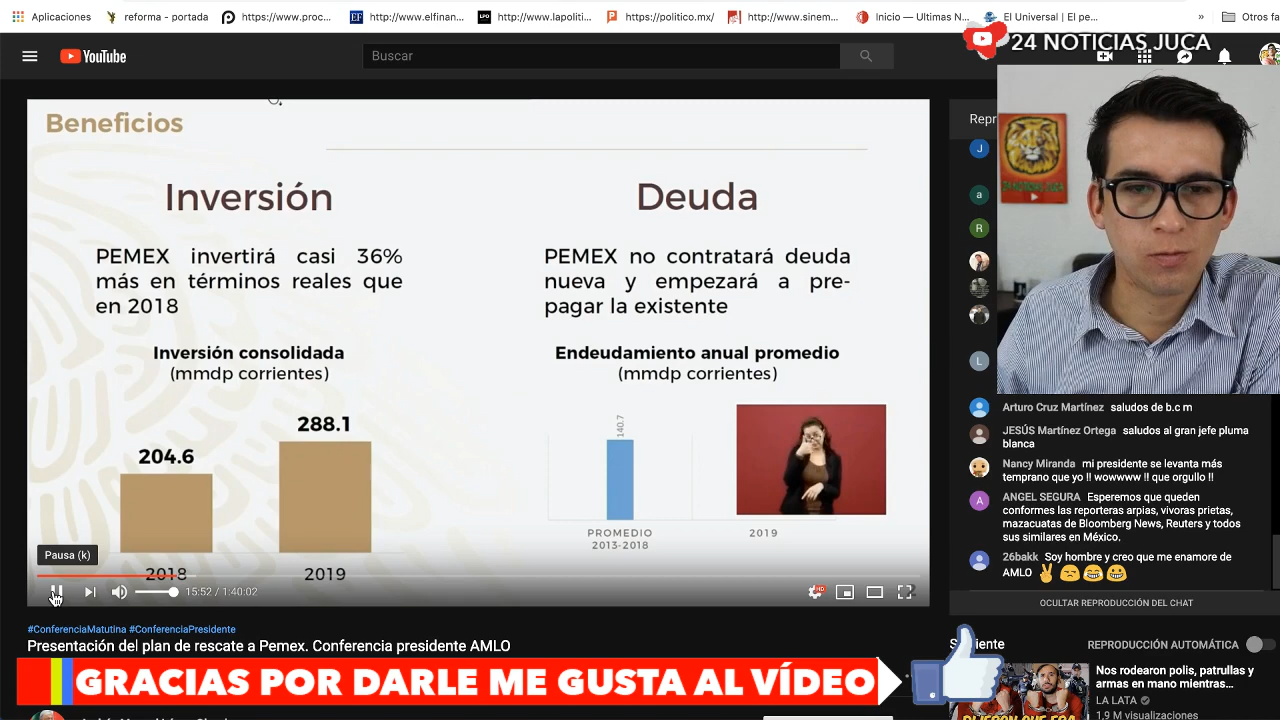 Aplicaciones
reforma - portada
https://www.proc...
http://www.elfinan...
http://www.lapoliti...
https://politico.mx/
http://www.sinem...
Inicio — Ultimas N...
El Universal | El pe...
»
Otros fa
YouTube
Buscar
24 NOTICIAS JUCA
Beneficios
Inversión
PEMEX invertirá casi 36%
más en términos reales que
en 2018
Inversión consolidada
(mmdp corrientes)
204.6
288.1
2018
2019
Deuda
PEMEX no contratará deuda
nueva y empezará a pre-
pagar la existente
Endeudamiento anual promedio
(mmdp corrientes)
140.7
PROMEDIO
2013-2018
2019
Pausa (k)
15:52 / 1:40:02
HD
#ConferenciaMatutina #ConferenciaPresidente
Presentación del plan de rescate a Pemex. Conferencia presidente AMLO
GRACIAS POR DARLE ME GUSTA AL VÍDEO
Repr
J
a
R
L
Arturo Cruz Martínez saludos de b.c m
JESÚS Martínez Ortega saludos al gran jefe pluma
blanca
Nancy Miranda mi presidente se levanta más
temprano que yo !! wowwww !! que orgullo !!
A
ANGEL SEGURA Esperemos que queden
conformes las reporteras arpias, vivoras prietas,
mazacuatas de Bloomberg News, Reuters y todos
sus similares en México.
26bakk Soy hombre y creo que me enamore de
AMLO
OCULTAR REPRODUCCIÓN DEL CHAT
REPRODUCCIÓN AUTOMÁTICA
Nos rodearon polis, patrullas y
armas en mano mientras...
LA LATA
1.9 M visualizaciones